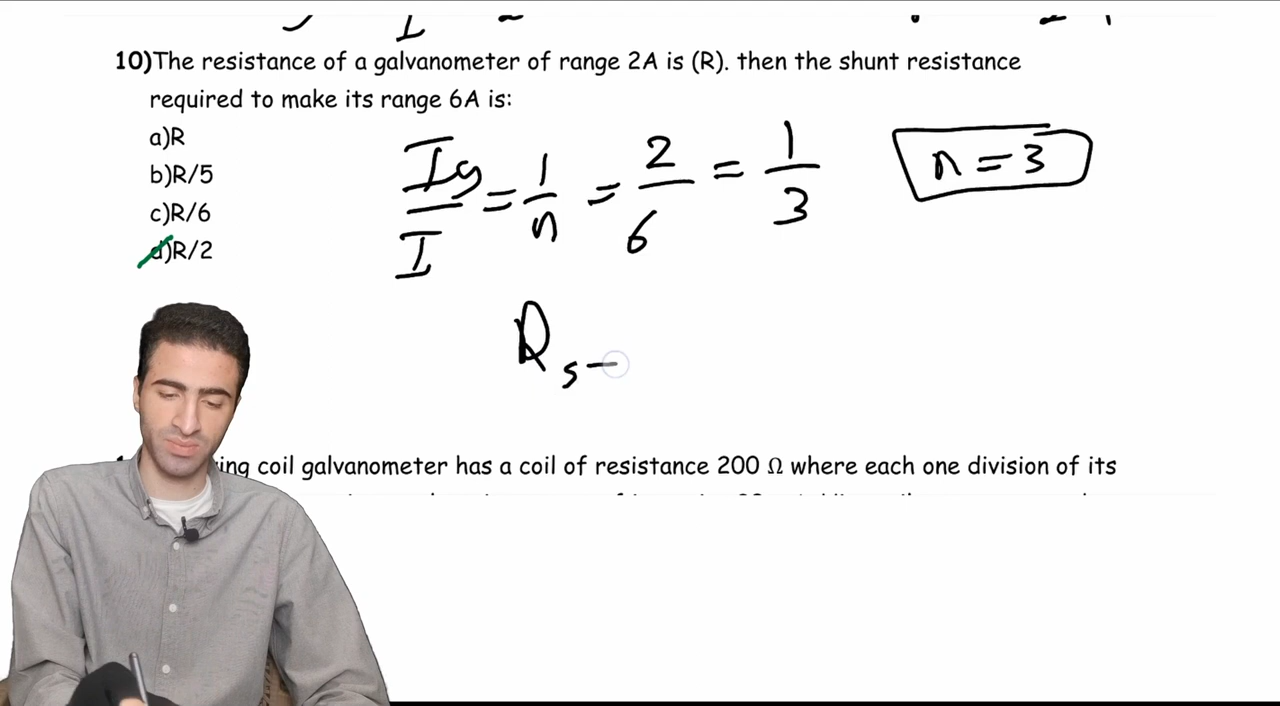 10)The resistance of a galvanometer of range 2A is (R). then the shunt resistance
required to make its range 6A is:
a)R
b)R/5
c)R/6
d)R/2
Ig/I = 1/n = 2/6 = 1/3
n = 3
Rs -
ing coil galvanometer has a coil of resistance 200 Ω where each one division of its